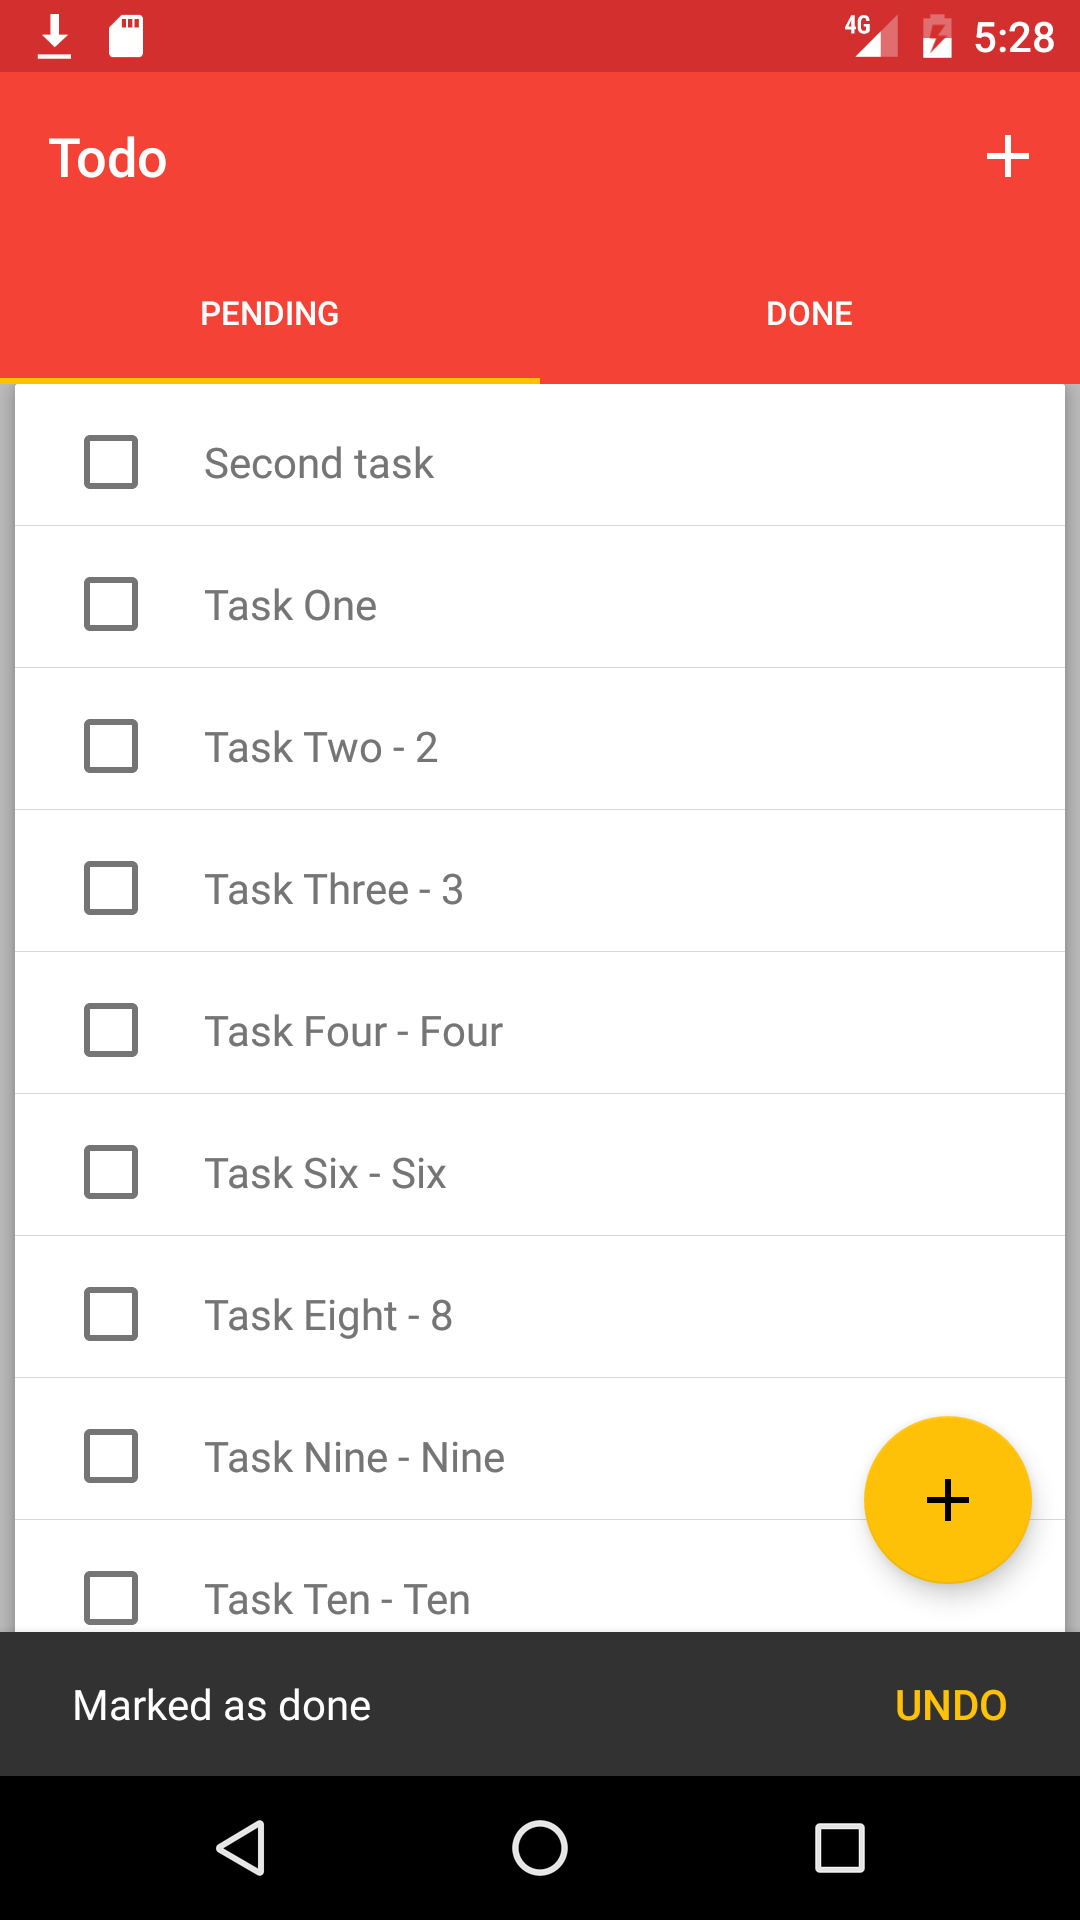 4G 5:28
Todo
PENDING DONE
Second task
Task One
Task Two - 2
Task Three - 3
Task Four - Four
Task Six - Six
Task Eight - 8
Task Nine - Nine
Task Ten - Ten
Marked as done UNDO